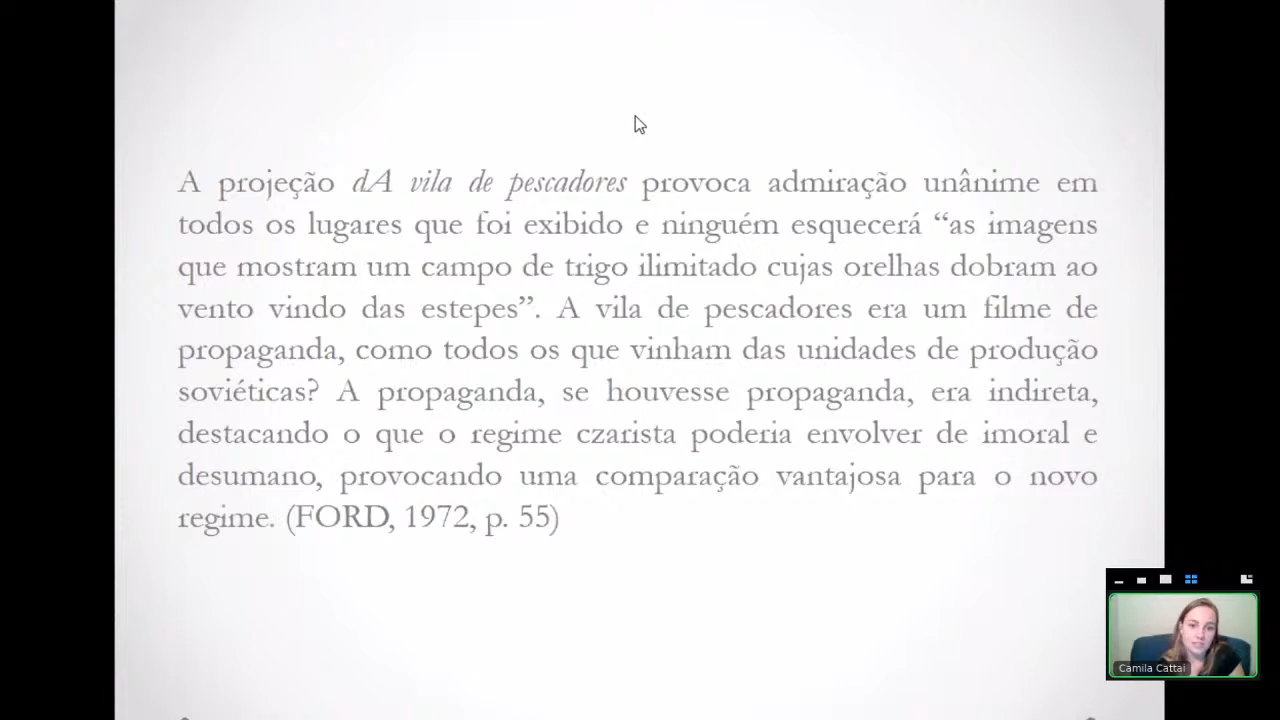 A projeção dA vila de pescadores provoca admiração unânime em
todos os lugares que foi exibido e ninguém esquecerá “as imagens
que mostram um campo de trigo ilimitado cujas orelhas dobram ao
vento vindo das estepes”. A vila de pescadores era um filme de
propaganda, como todos os que vinham das unidades de produção
soviéticas? A propaganda, se houvesse propaganda, era indireta,
destacando o que o regime czarista poderia envolver de imoral e
desumano, provocando uma comparação vantajosa para o novo
regime. (FORD, 1972, p. 55)
Camila Cattai